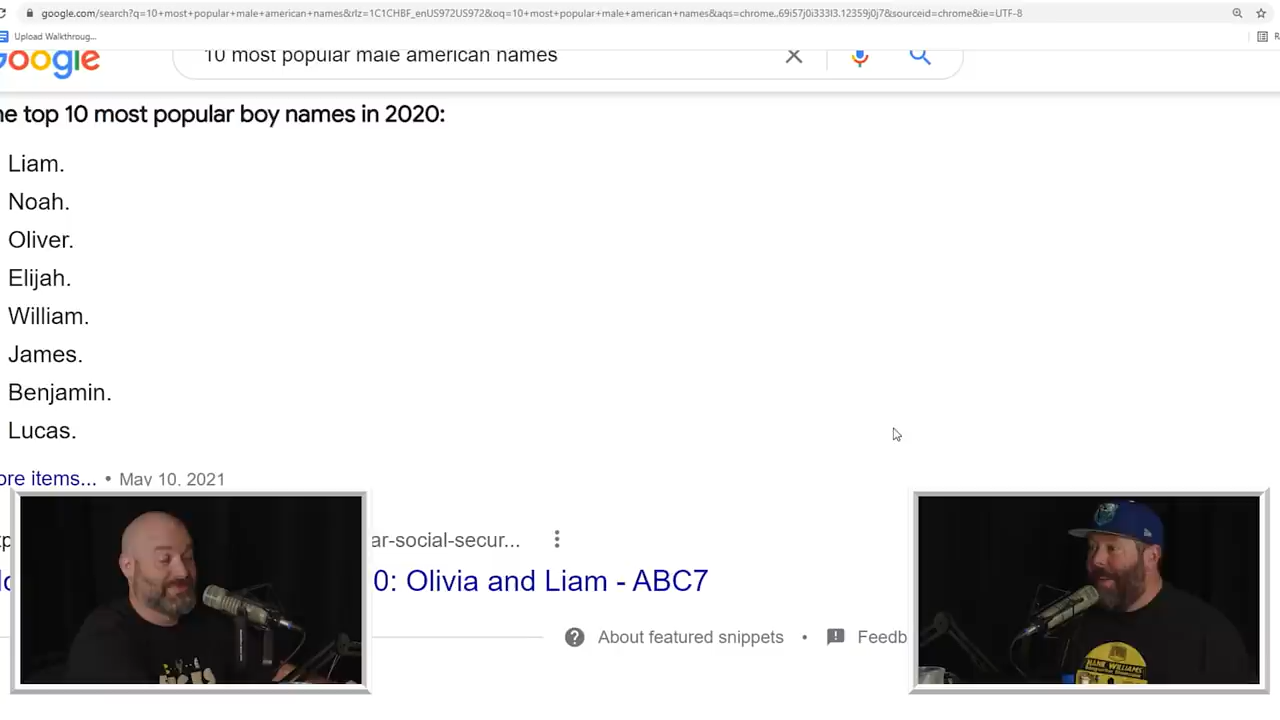 google.com/search?q=10+most+popular+male+american+names&rlz=1C1CHBF_enUS972US972&oq=10+most+popular+male+american+names&aqs=chrome..69i57j0i333l3.12359j0j7&sourceid=chrome&ie=UTF-8
Upload Walkthroug...
oogle
10 most popular male american names
he top 10 most popular boy names in 2020:
Liam.
Noah.
Oliver.
Elijah.
William.
James.
Benjamin.
Lucas.
ore items... • May 10, 2021
ar-social-secur...
0: Olivia and Liam - ABC7
About featured snippets • Feedb
HANK WILLIAMS